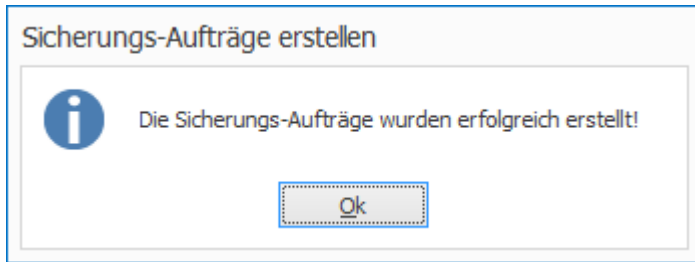 Sicherungs-Aufträge erstellen
Die Sicherungs-Aufträge wurden erfolgreich erstellt!
Ok